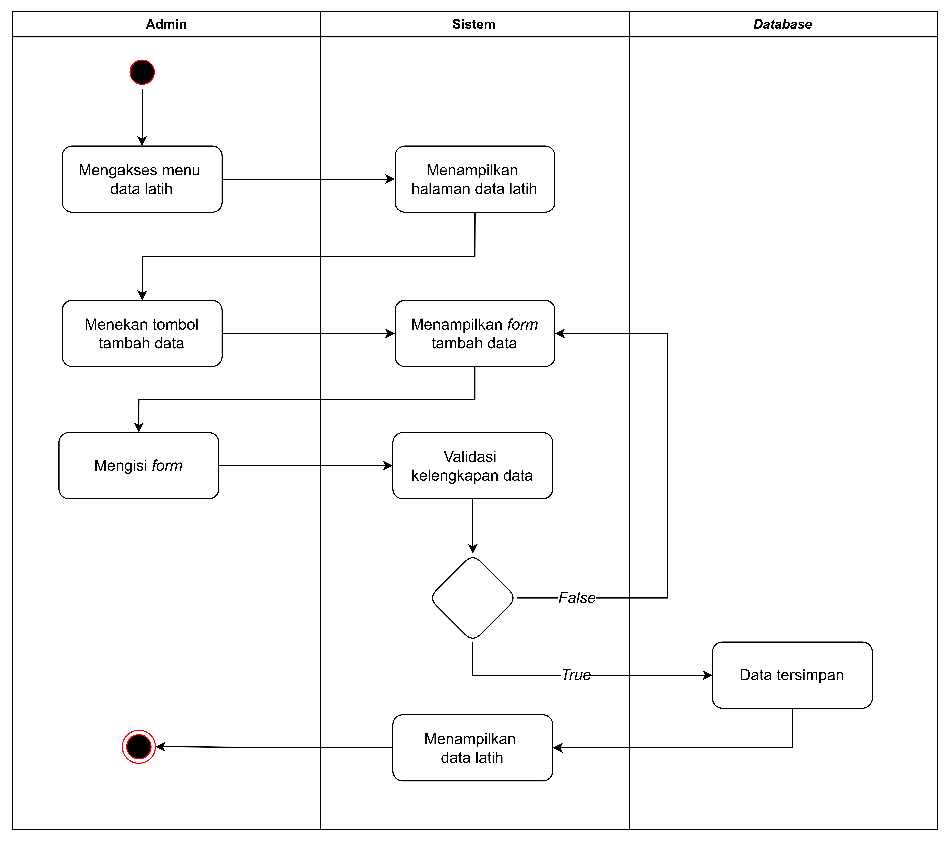 Admin
Sistem
Database
Mengakses menu
data latih
Menampilkan
halaman data latih
Menekan tombol
tambah data
Menampilkan form
tambah data
Mengisi form
Validasi
kelengkapan data
False
True
Data tersimpan
Menampilkan
data latih